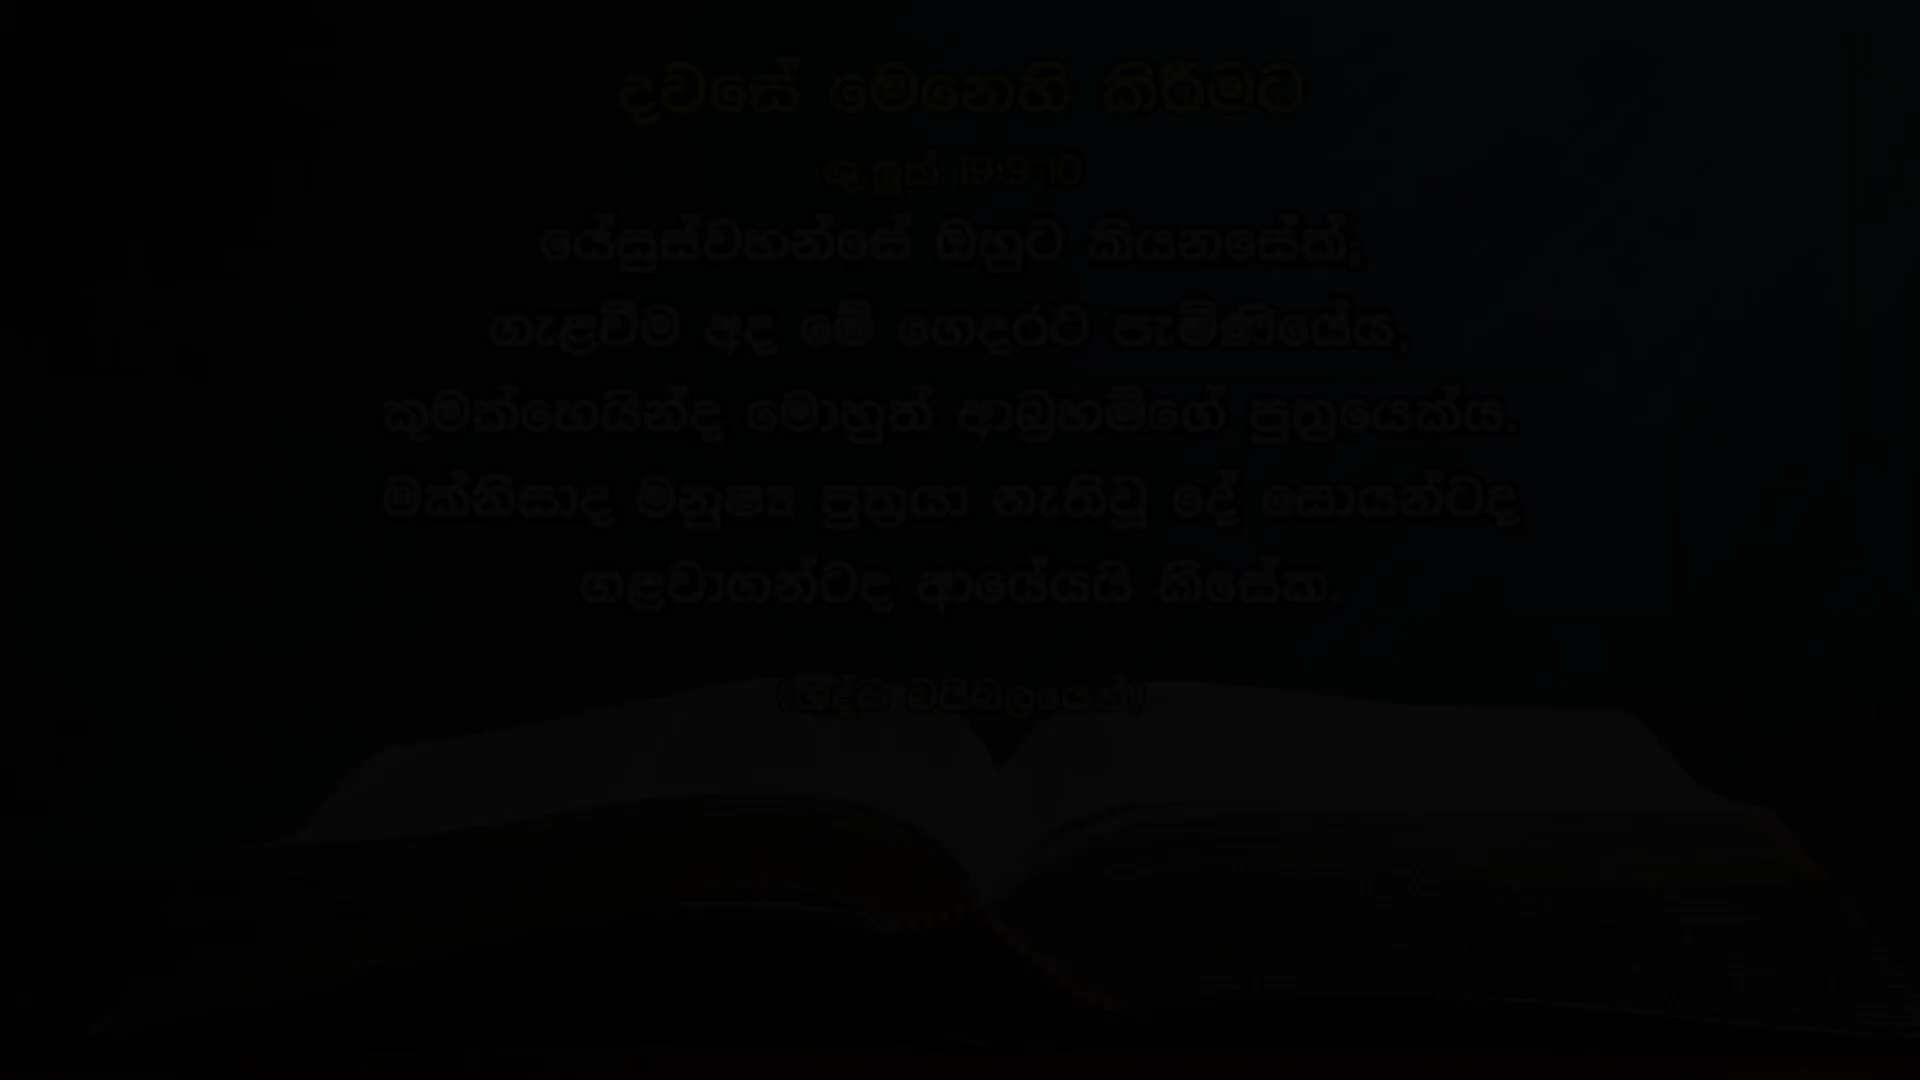 දවසේ මෙනෙහි කිරීමට
ශු.ලූක් 19:9-10
යේසුස්වහන්සේ ඔහුට කියනසේක්;
ගැළවීම අද මේ ගෙදරට පැමිණියේය,
කුමක්හෙයින්ද මොහුත් ආබ්‍රහම්ගේ පුත්‍රයෙක්ය.
මක්නිසාද මනුෂ්‍ය පුත්‍රයා නැතිවූ දේ සොයන්ටද
ගළවාගන්ටද ආයේයයි කීසේක.
බයිබලයෙන්)